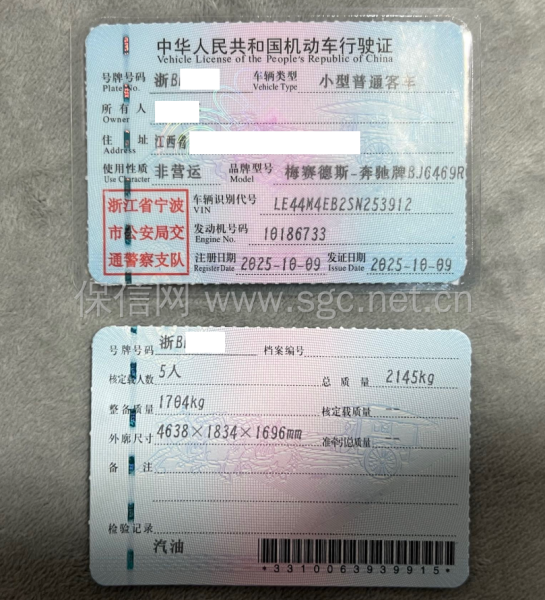 中华人民共和国机动车行驶证
Vehicle License of the People's Republic of China
号牌号码 浙B 车辆类型 小型普通客车
Plate No. Vehicle Type
所有人
Owner
住址 江西省
Address
使用性质 非营运 品牌型号 梅赛德斯-奔驰牌BJ6469R
Use Character Model
浙江省宁波
市公安局交
通警察支队
车辆识别代号 LE44M4EB2SN253912
VIN
发动机号码 10186733
Engine No.
注册日期 2025-10-09 发证日期 2025-10-09
Register Date Issue Date
保信网 www.sgc.net.cn
号牌号码 浙B 档案编号
核定载人数 5人 总质量 2145kg
整备质量 1704kg 核定载质量
外廓尺寸 4638×1834×1696mm 准牵引总质量
备注
检验记录
汽油
*3310063939915*